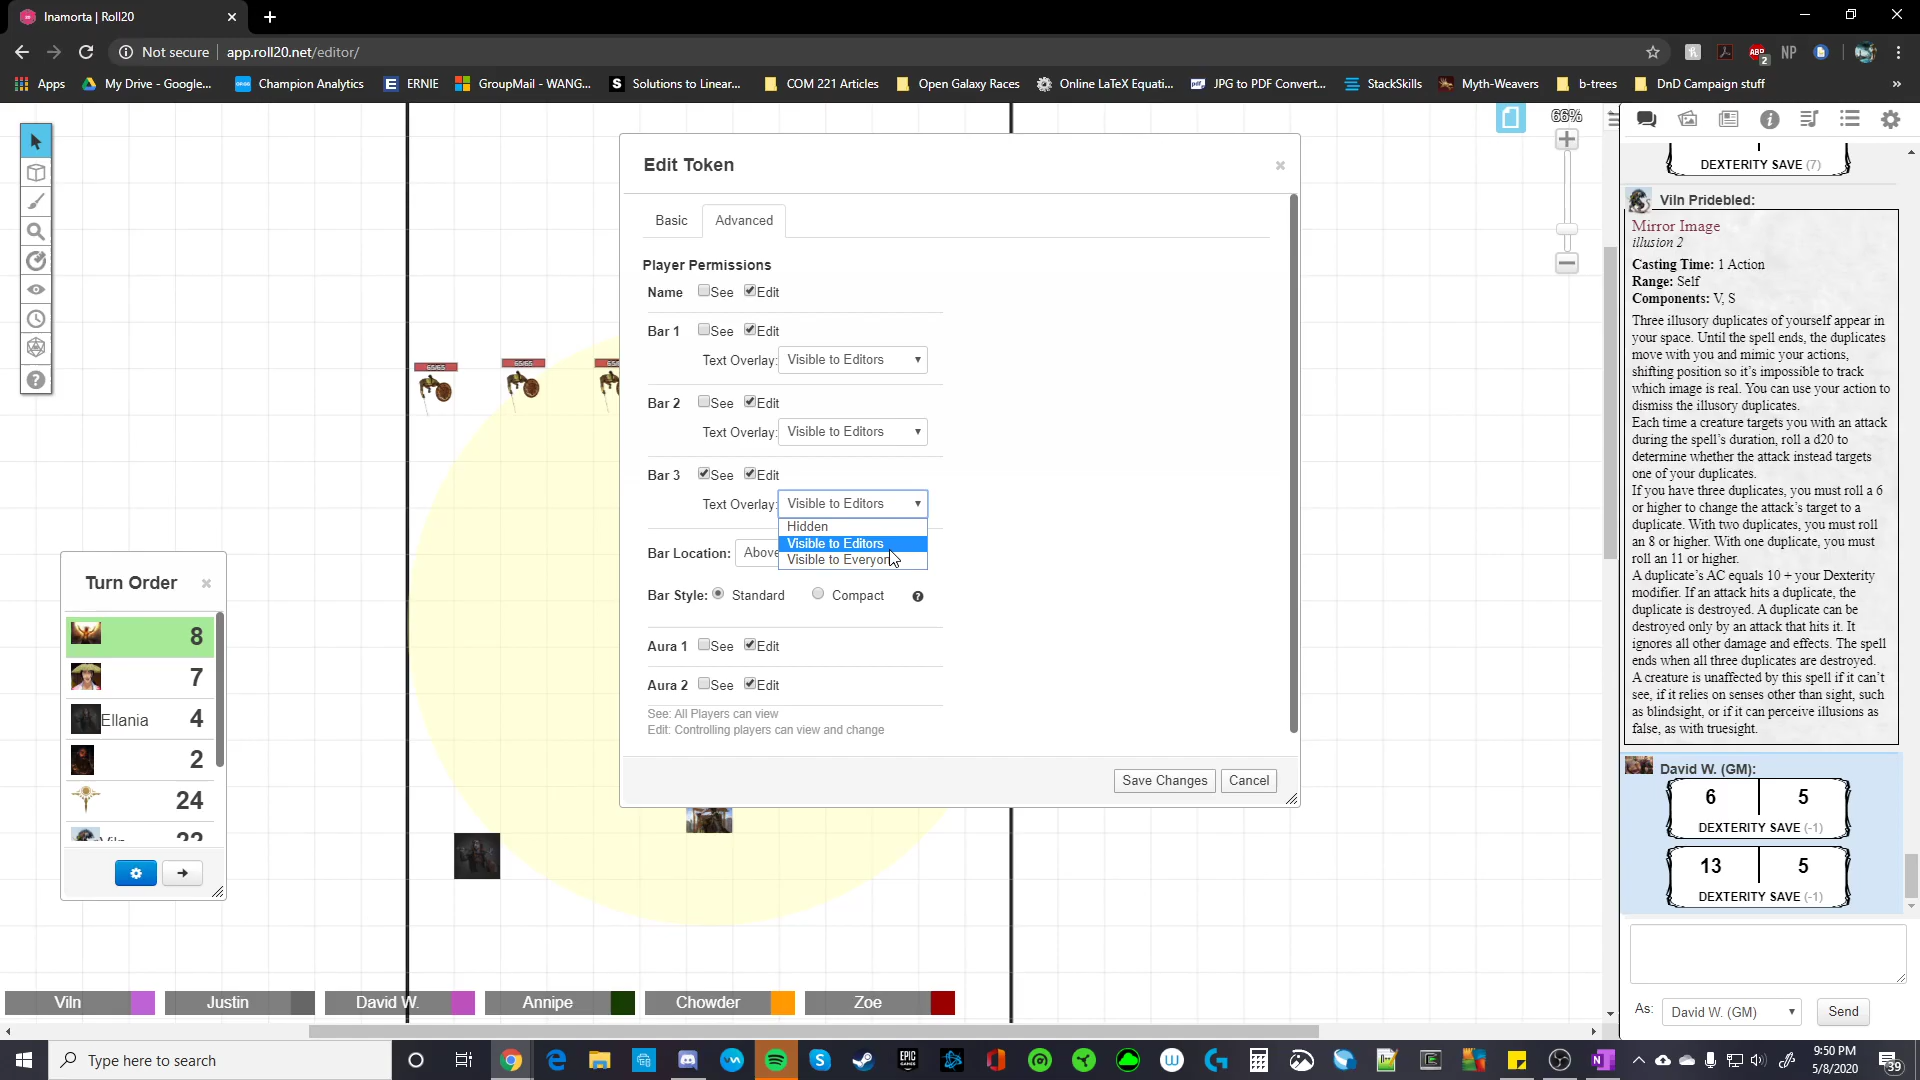 Inamorta | Roll20
Not secure
app.roll20.net/editor/
Apps
My Drive - Google...
Champion Analytics
ERNIE
GroupMail - WANG...
Solutions to Linear...
COM 221 Articles
Open Galaxy Races
Online LaTeX Equati...
JPG to PDF Convert...
StackSkills
Myth-Weavers
b-trees
DnD Campaign stuff
66%
Edit Token
Basic
Advanced
Player Permissions
Name See Edit
Bar 1 See Edit
Text Overlay: Visible to Editors
Bar 2 See Edit
Text Overlay: Visible to Editors
Bar 3 See Edit
Text Overlay: Visible to Editors
Hidden
Visible to Editors
Visible to Everyon
Bar Location: Above
Bar Style: Standard Compact
Aura 1 See Edit
Aura 2 See Edit
See: All Players can view
Edit: Controlling players can view and change
Save Changes
Cancel
65/65
65/65
Turn Order
8
7
Ellania 4
2
24
Viln 22
DEXTERITY SAVE (7)
Viln Pridebled:
Mirror Image
illusion 2
Casting Time: 1 Action
Range: Self
Components: V, S
Three illusory duplicates of yourself appear in
your space. Until the spell ends, the duplicates
move with you and mimic your actions,
shifting position so it's impossible to track
which image is real. You can use your action to
dismiss the illusory duplicates.
Each time a creature targets you with an attack
during the spell's duration, roll a d20 to
determine whether the attack instead targets
one of your duplicates.
If you have three duplicates, you must roll a 6
or higher to change the attack's target to a
duplicate. With two duplicates, you must roll
an 8 or higher. With one duplicate, you must
roll an 11 or higher.
A duplicate's AC equals 10 + your Dexterity
modifier. If an attack hits a duplicate, the
duplicate is destroyed. A duplicate can be
destroyed only by an attack that hits it. It
ignores all other damage and effects. The spell
ends when all three duplicates are destroyed.
A creature is unaffected by this spell if it can't
see, if it relies on senses other than sight, such
as blindsight, or if it can perceive illusions as
false, as with truesight.
David W. (GM):
6 5
DEXTERITY SAVE (-1)
13 5
DEXTERITY SAVE (-1)
As: David W. (GM)
Send
Viln
Justin
David W.
Annipe
Chowder
Zoe
Type here to search
9:50 PM
5/8/2020
39